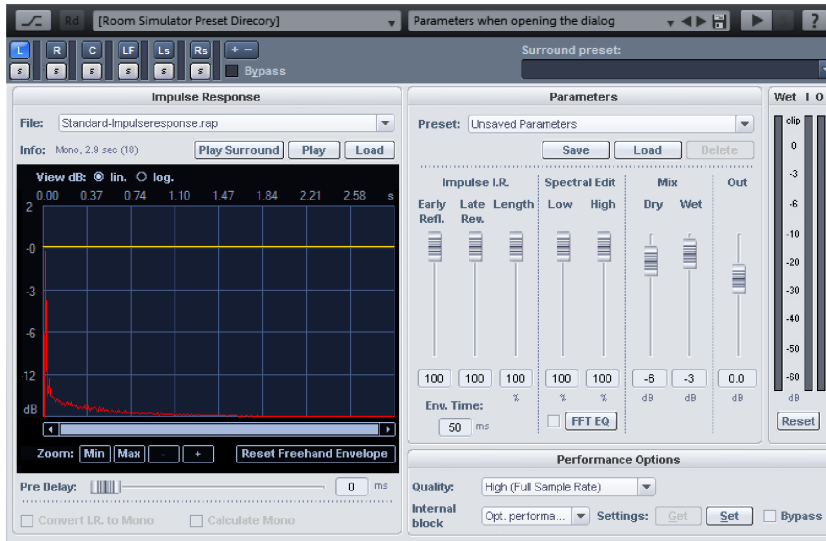 Rd [Room Simulator Preset Direcory] Parameters when opening the dialog ?
L R C LF Ls Rs + - Surround preset:
s s s s s s Bypass
Impulse Response
File: Standard-Impulseresponse.rap
Info: Mono, 2.9 sec (18) Play Surround Play Load
View dB: lin. log.
0.00 0.37 0.74 1.10 1.47 1.84 2.21 2.58 s
2
-0
-3
-6
-12
dB
Zoom: Min Max - + Reset Freehand Envelope
Pre Delay: 0 ms
Convert I.R. to Mono Calculate Mono
Parameters
Preset: Unsaved Parameters
Save Load Delete
Impulse I.R. Spectral Edit Mix Out
Early Refl. Late Rev. Length Low High Dry Wet
100 100 100 100 100 -6 -3 0.0
% % % dB dB dB
Env. Time:
50 ms FFT EQ
Performance Options
Quality: High (Full Sample Rate)
Internal block Opt. performa... Settings: Get Set Bypass
Wet I O
clip
0
-3
-6
-10
-20
-30
-40
-50
-60
dB
Reset